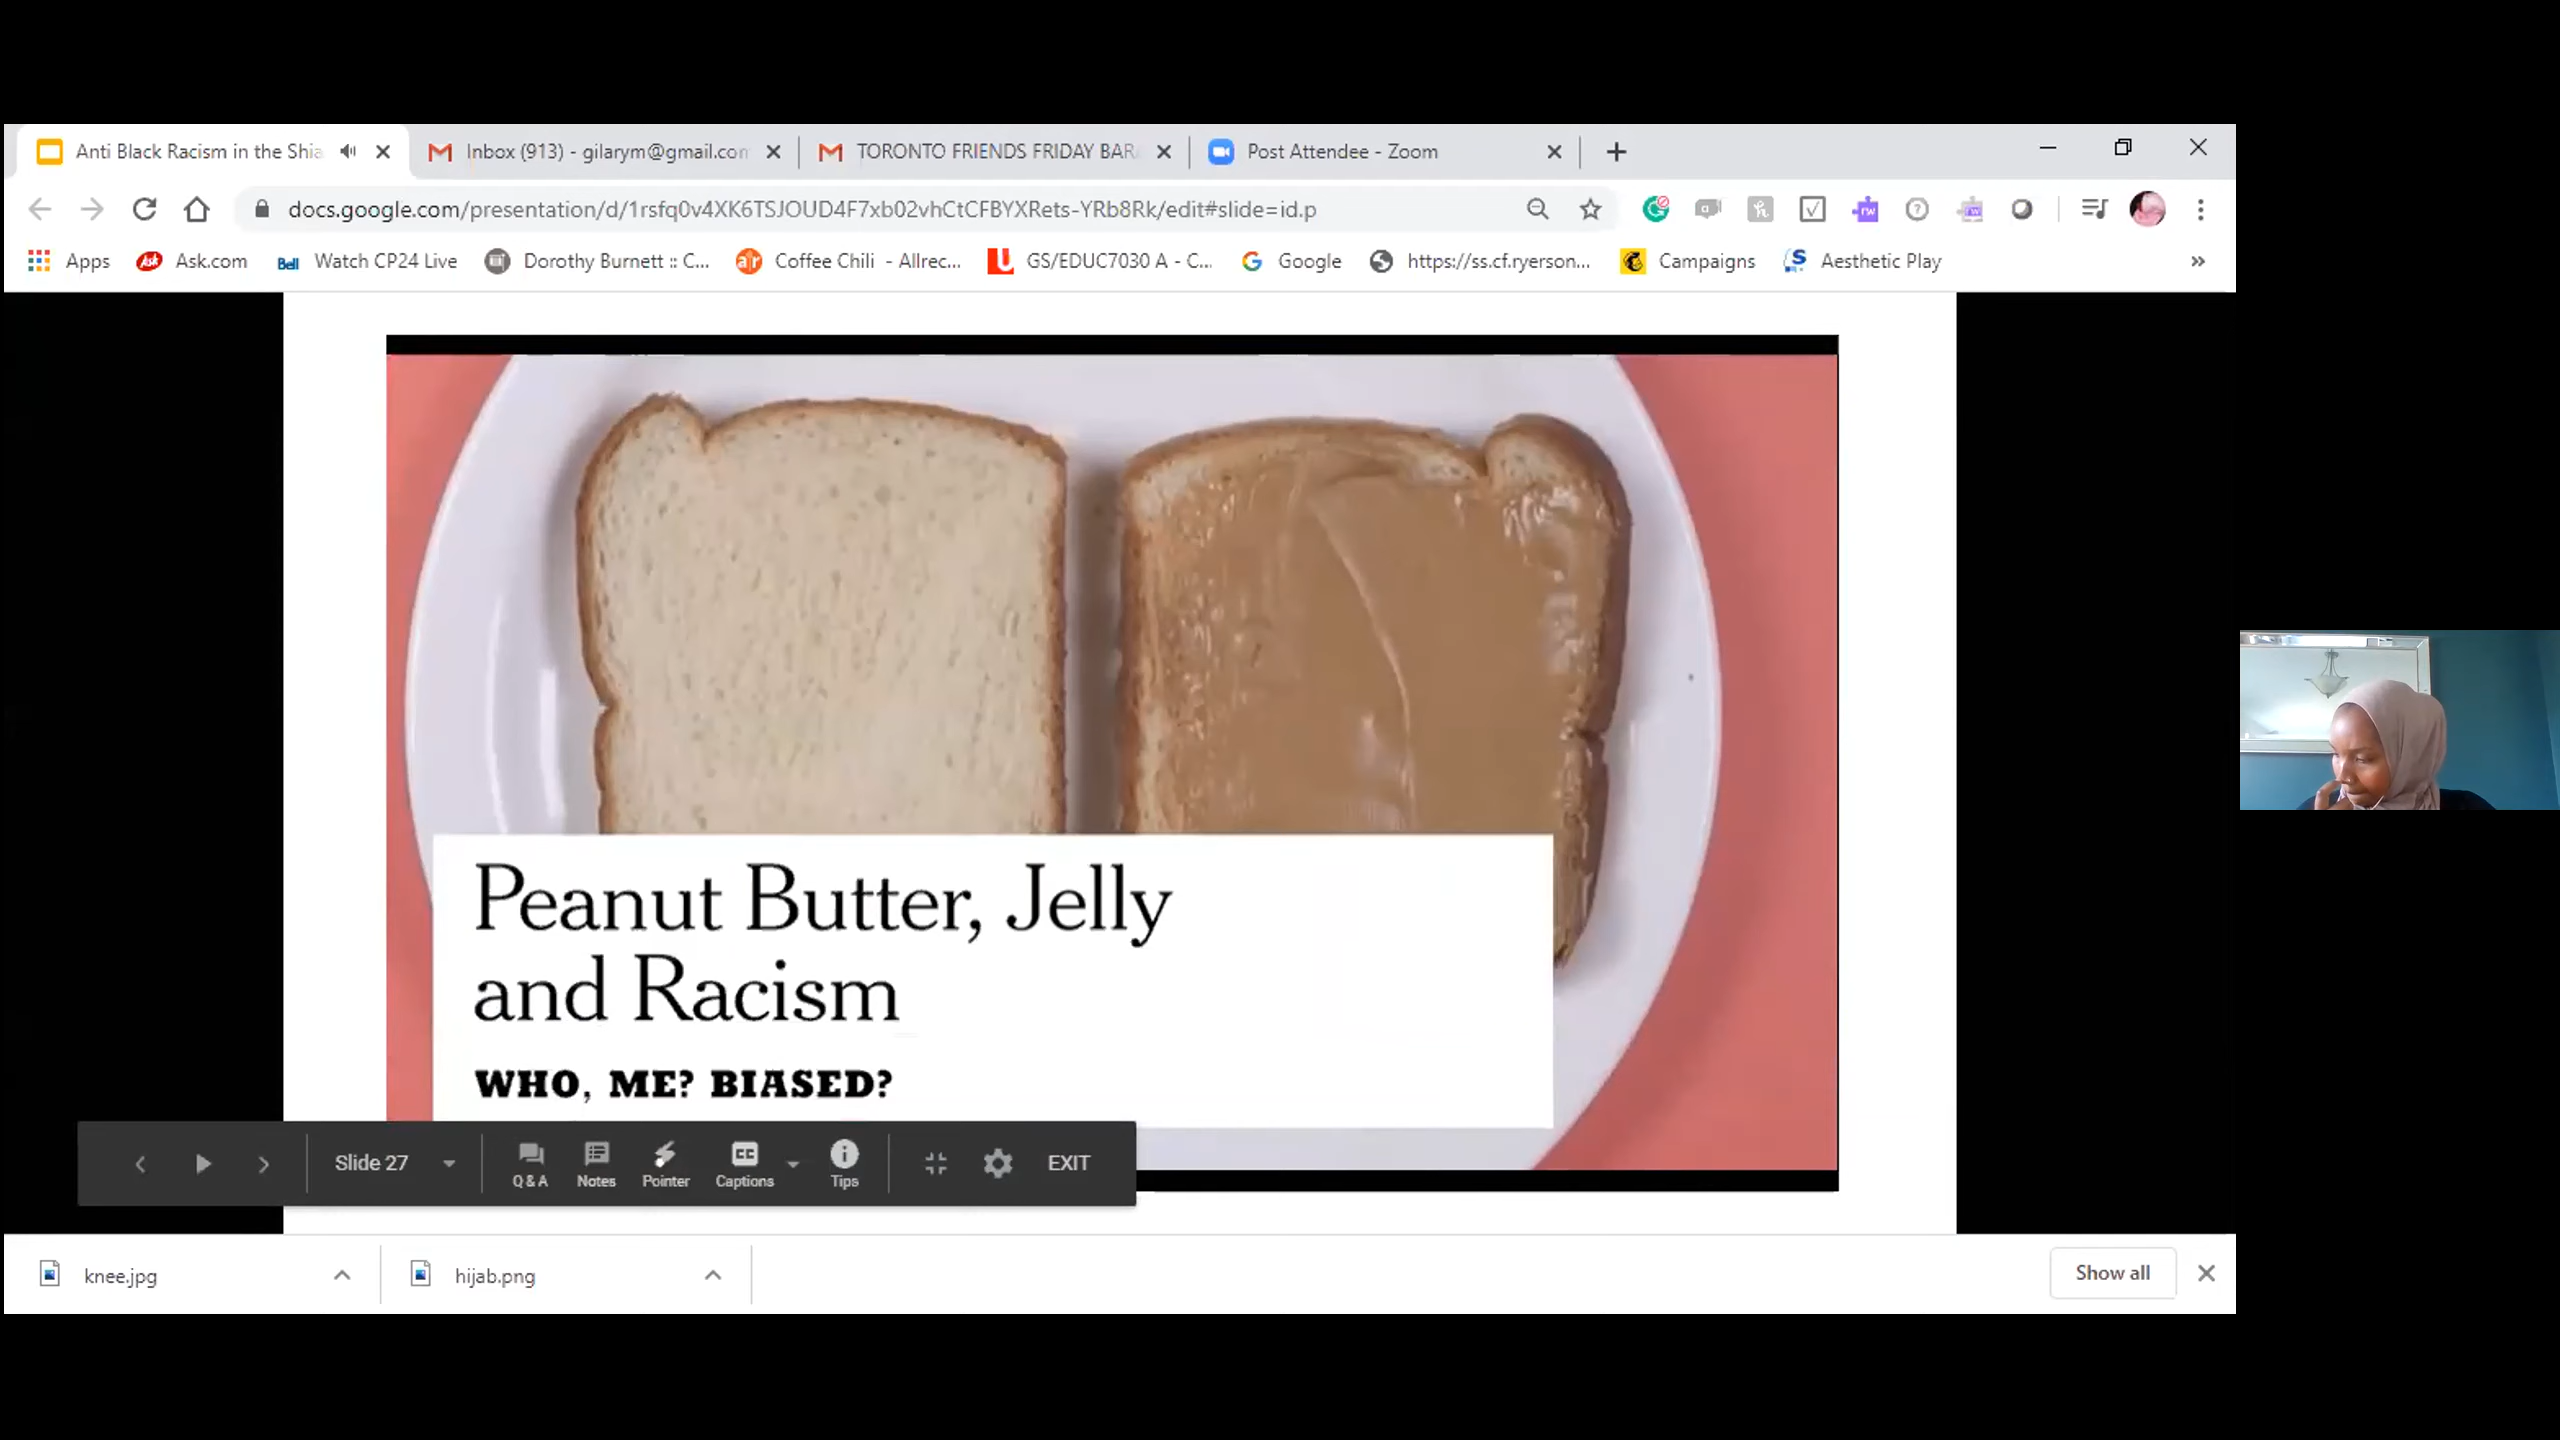 Anti Black Racism in the Shia
Inbox (913) - gilarym@gmail.com
TORONTO FRIENDS FRIDAY BAR
Post Attendee - Zoom
docs.google.com/presentation/d/1rsfq0v4XK6TSJOUD4F7xb02vhCtCFBYXRets-YRb8Rk/edit#slide=id.p
Apps
Ask.com
Bell Watch CP24 Live
Dorothy Burnett :: C...
Coffee Chili - Allrec...
GS/EDUC7030 A - C...
Google
https://ss.cf.ryerson...
Campaigns
Aesthetic Play
Peanut Butter, Jelly
and Racism
WHO, ME? BIASED?
Slide 27
Q & A
Notes
Pointer
CC
Captions
Tips
EXIT
knee.jpg
hijab.png
Show all